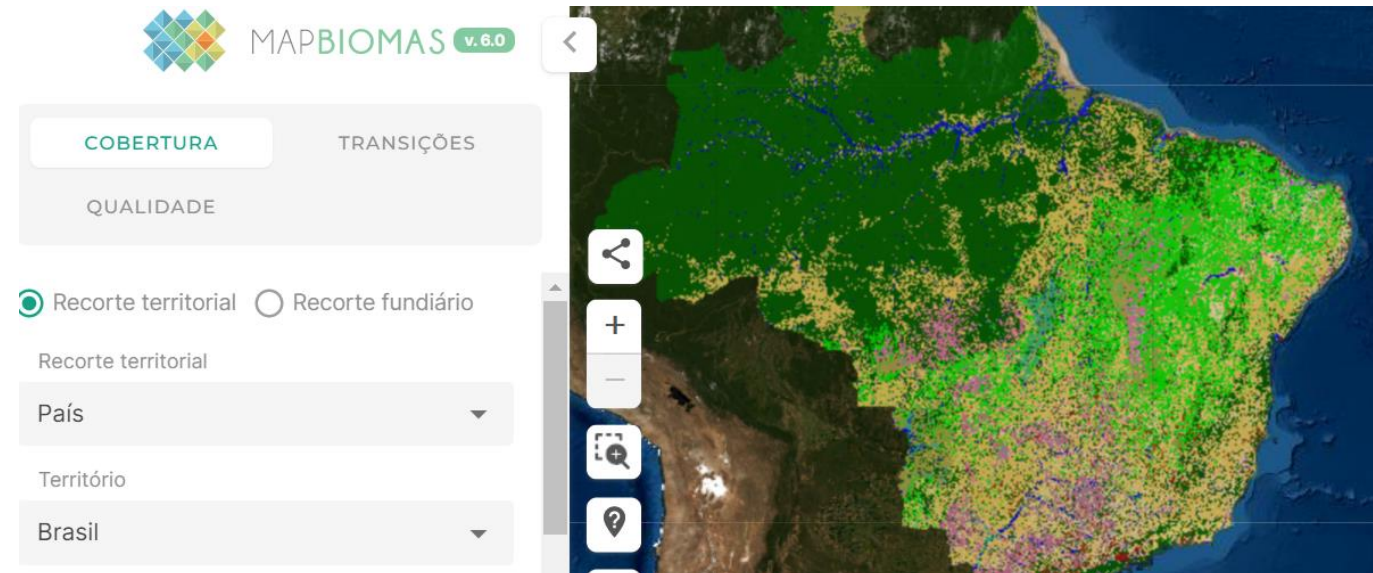 MAPBIOMAS v. 6.0
COBERTURA
TRANSIÇÕES
QUALIDADE
Recorte territorial
Recorte fundiário
Recorte territorial
País
Território
Brasil